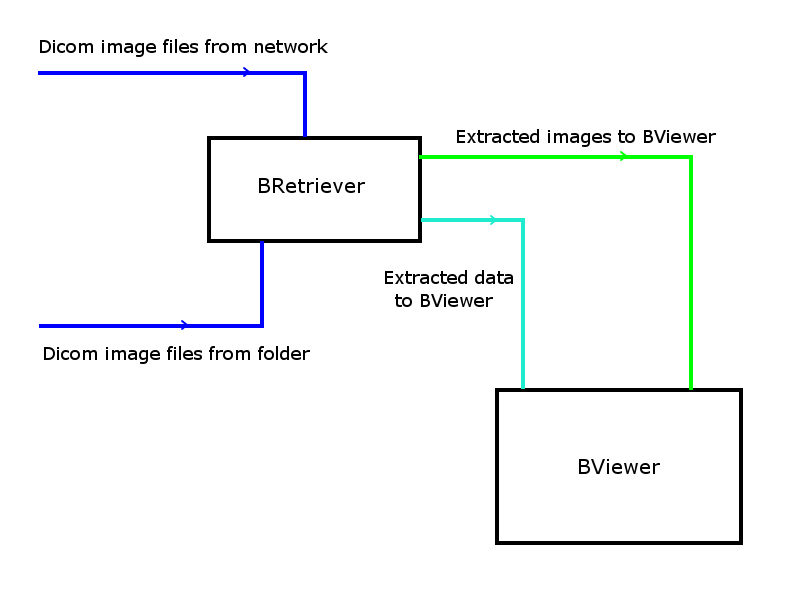 Dicom image files from network
Extracted images to BViewer
BRetriever
Extracted data
to BViewer
Dicom image files from folder
BViewer